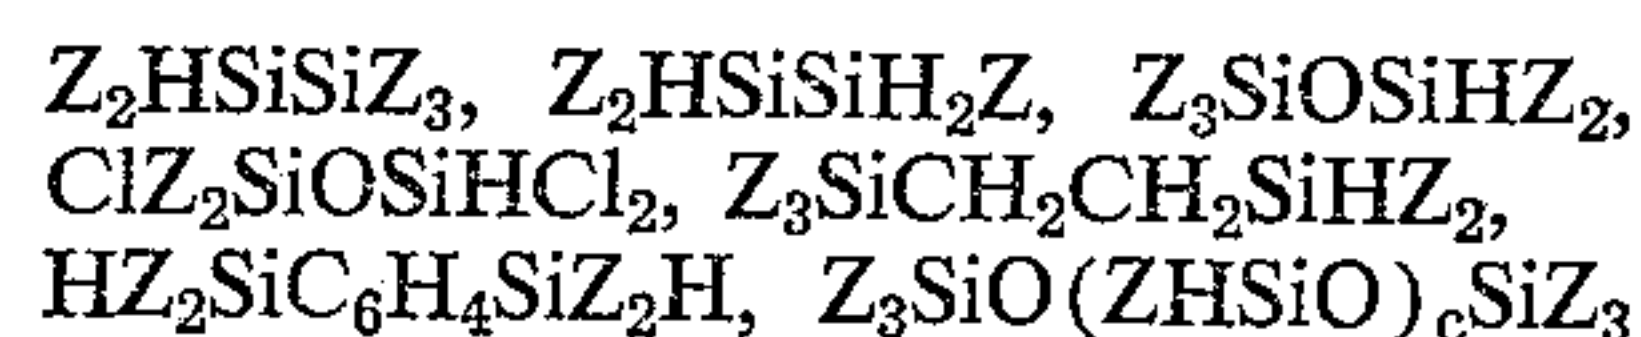 Z₂HSiSiZ₃, Z₂HSiSiH₂Z, Z₃SiOSiHZ₂,
ClZ₂SiOSiHCl₂, Z₃SiCH₂CH₂SiHZ₂,
HZ₂SiC₆H₄SiZ₂H, Z₃SiO(ZHSiO)cSiZ₃